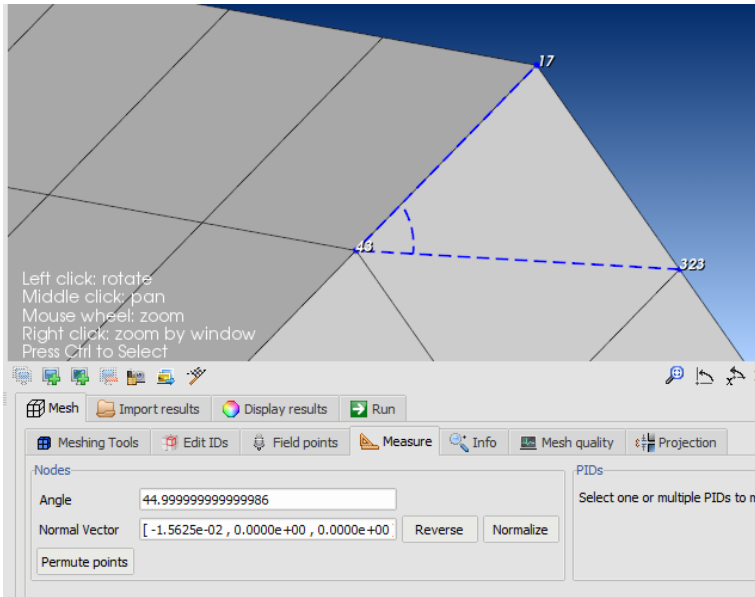 17
43
323
Left click: rotate
Middle click: pan
Mouse wheel: zoom
Right click: zoom by window
Press Ctrl to Select
Mesh Import results Display results Run
Meshing Tools Edit IDs Field points Measure Info Mesh quality Projection
Nodes PIDs
Angle 44.999999999999986 Select one or multiple PIDs to
Normal Vector [ -1.5625e-02 , 0.0000e+00 , 0.0000e+00 Reverse Normalize
Permute points